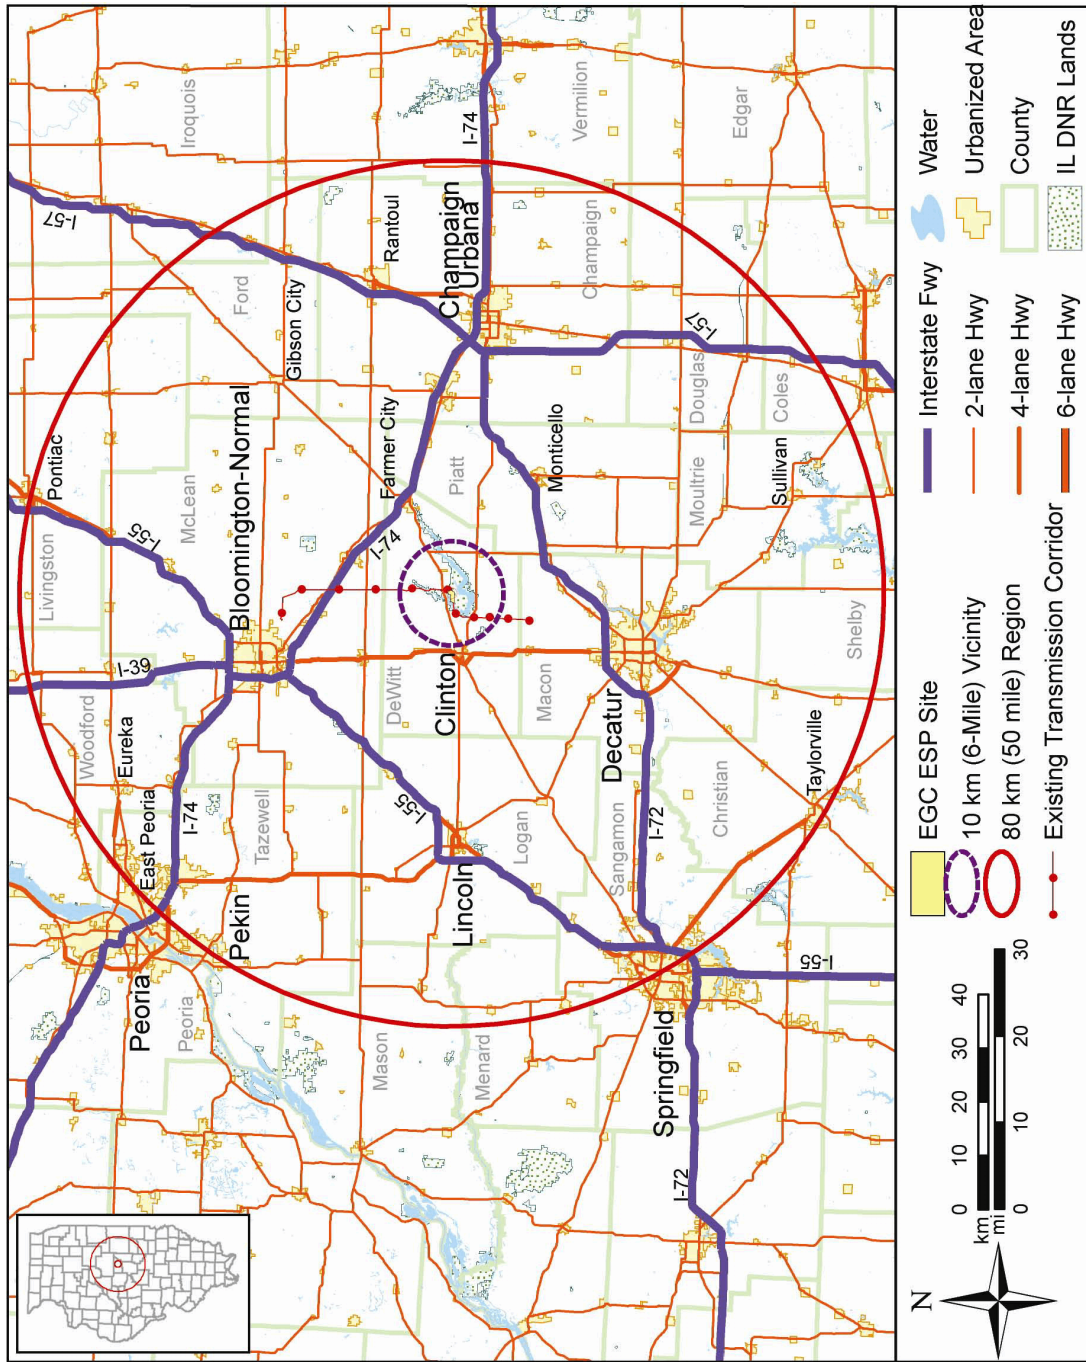 Iroquois
I-57
Ford
Gibson City
Rantoul
Champaign
Urbana
I-74
Vermilion
Champaign
Edgar
I-57
Douglas
Coles
Pontiac
Livingston
I-55
McLean
Bloomington-Normal
Farmer City
I-74
Piatt
Monticello
Moultrie
Sullivan
I-39
Woodford
Eureka
East Peoria
I-74
Tazewell
Pekin
Peoria
Peoria
DeWitt
Clinton
Macon
Decatur
Shelby
I-55
Lincoln
Logan
Sangamon
I-72
Christian
Taylorville
Mason
Menard
Springfield
I-55
I-72
N
km
0 10 20 30 40
mi
0 10 20 30
EGC ESP Site
10 km (6-Mile) Vicinity
80 km (50 mile) Region
Existing Transmission Corridor
Interstate Fwy
2-lane Hwy
4-lane Hwy
6-lane Hwy
Water
Urbanized Area
County
IL DNR Lands